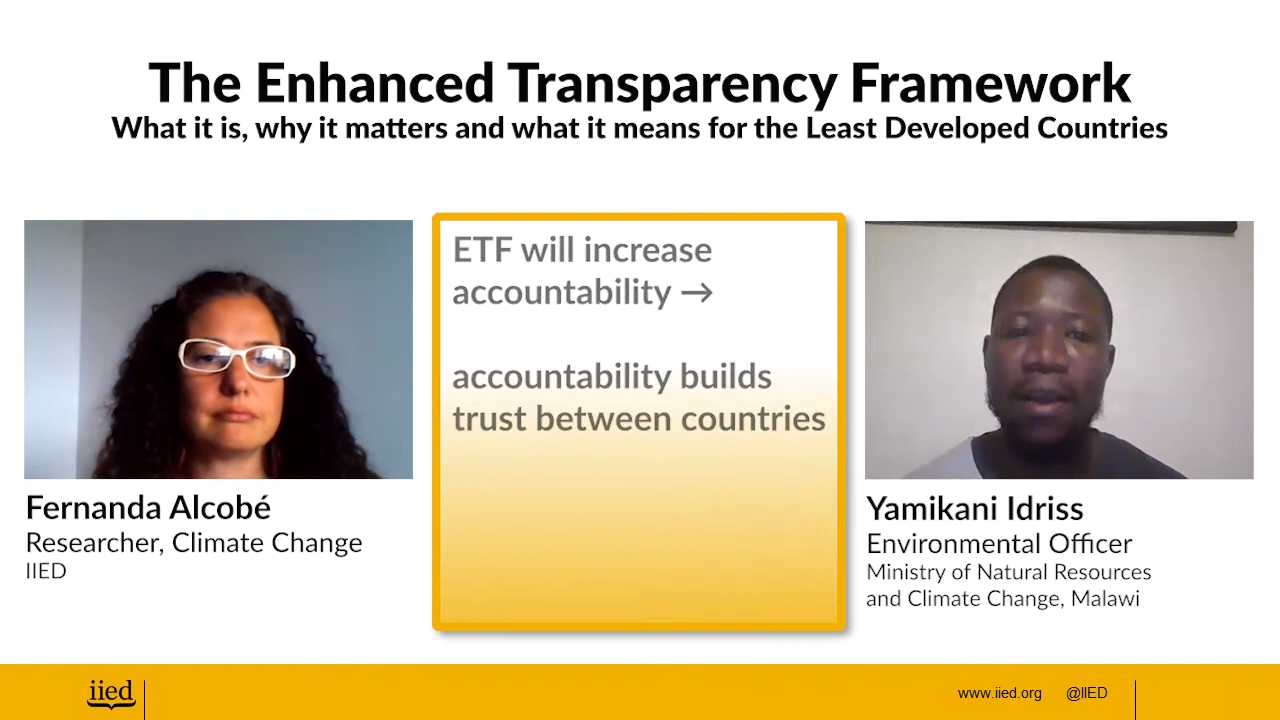 The Enhanced Transparency Framework
What it is, why it matters and what it means for the Least Developed Countries
ETF will increase
accountability →
accountability builds
trust between countries
Fernanda Alcobé
Researcher, Climate Change
IIED
Yamikani Idriss
Environmental Officer
Ministry of Natural Resources
and Climate Change, Malawi
iied
www.iied.org @IIED